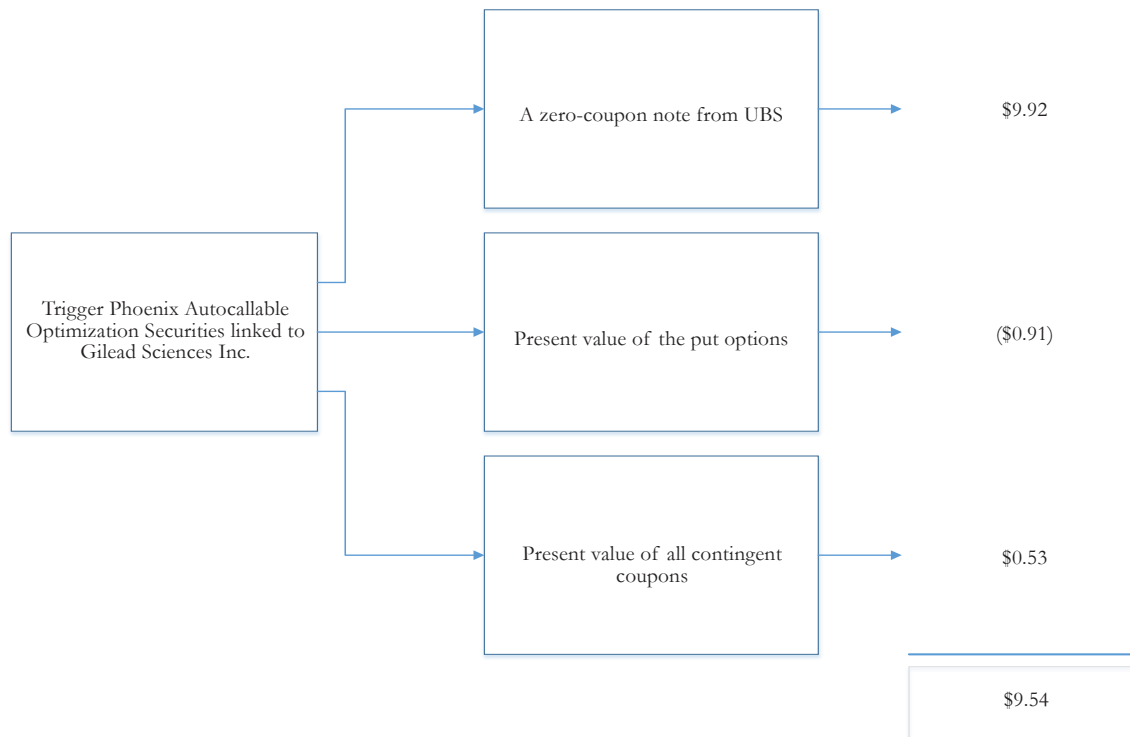 A zero-coupon note from UBS
$9.92
Trigger Phoenix Autocallable
Optimization Securities linked to
Gilead Sciences Inc.
Present value of the put options
($0.91)
Present value of all contingent
coupons
$0.53
$9.54